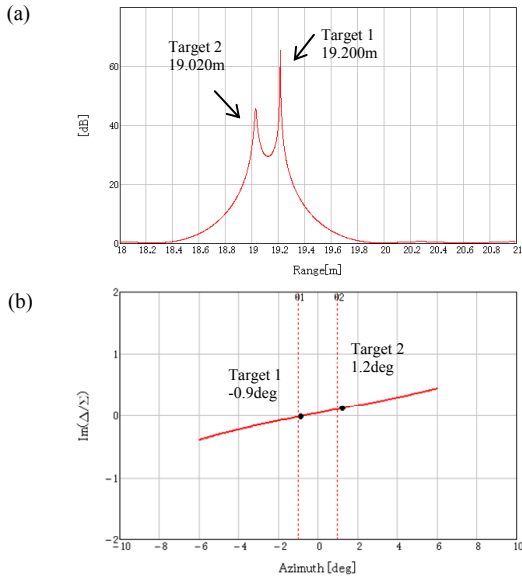 (a)
Target 2
19.020m
Target 1
19.200m
[dB]
60
40
20
0
18 18.2 18.4 18.6 18.8 19 19.2 19.4 19.6 19.8 20 20.2 20.4 20.6 20.8 21
Range[m]
(b)
θ1 θ2
Target 1
-0.9deg
Target 2
1.2deg
Im(Δ/Σ)
2
1
0
-1
-2
-10 -8 -6 -4 -2 0 2 4 6 8 10
Azimuth [deg]